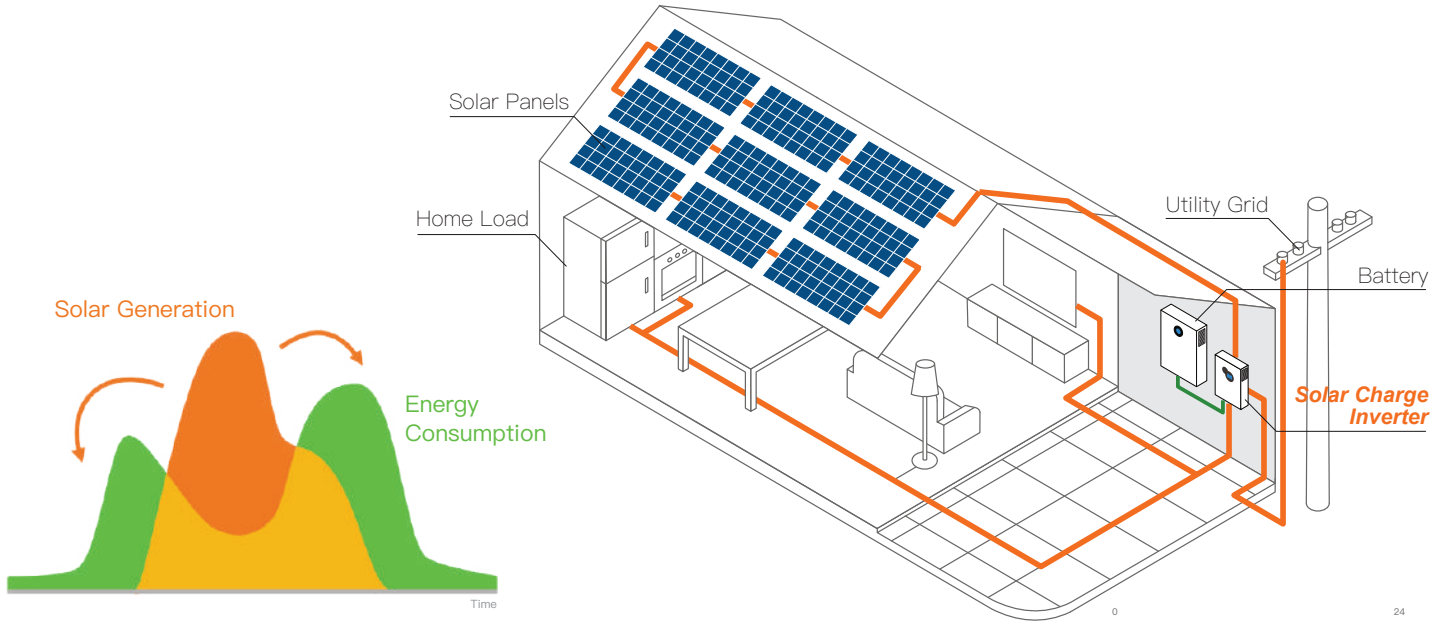 Solar Panels
Home Load
Utility Grid
Battery
Solar Charge
Inverter
Solar Generation
Energy
Consumption
Time
0
24